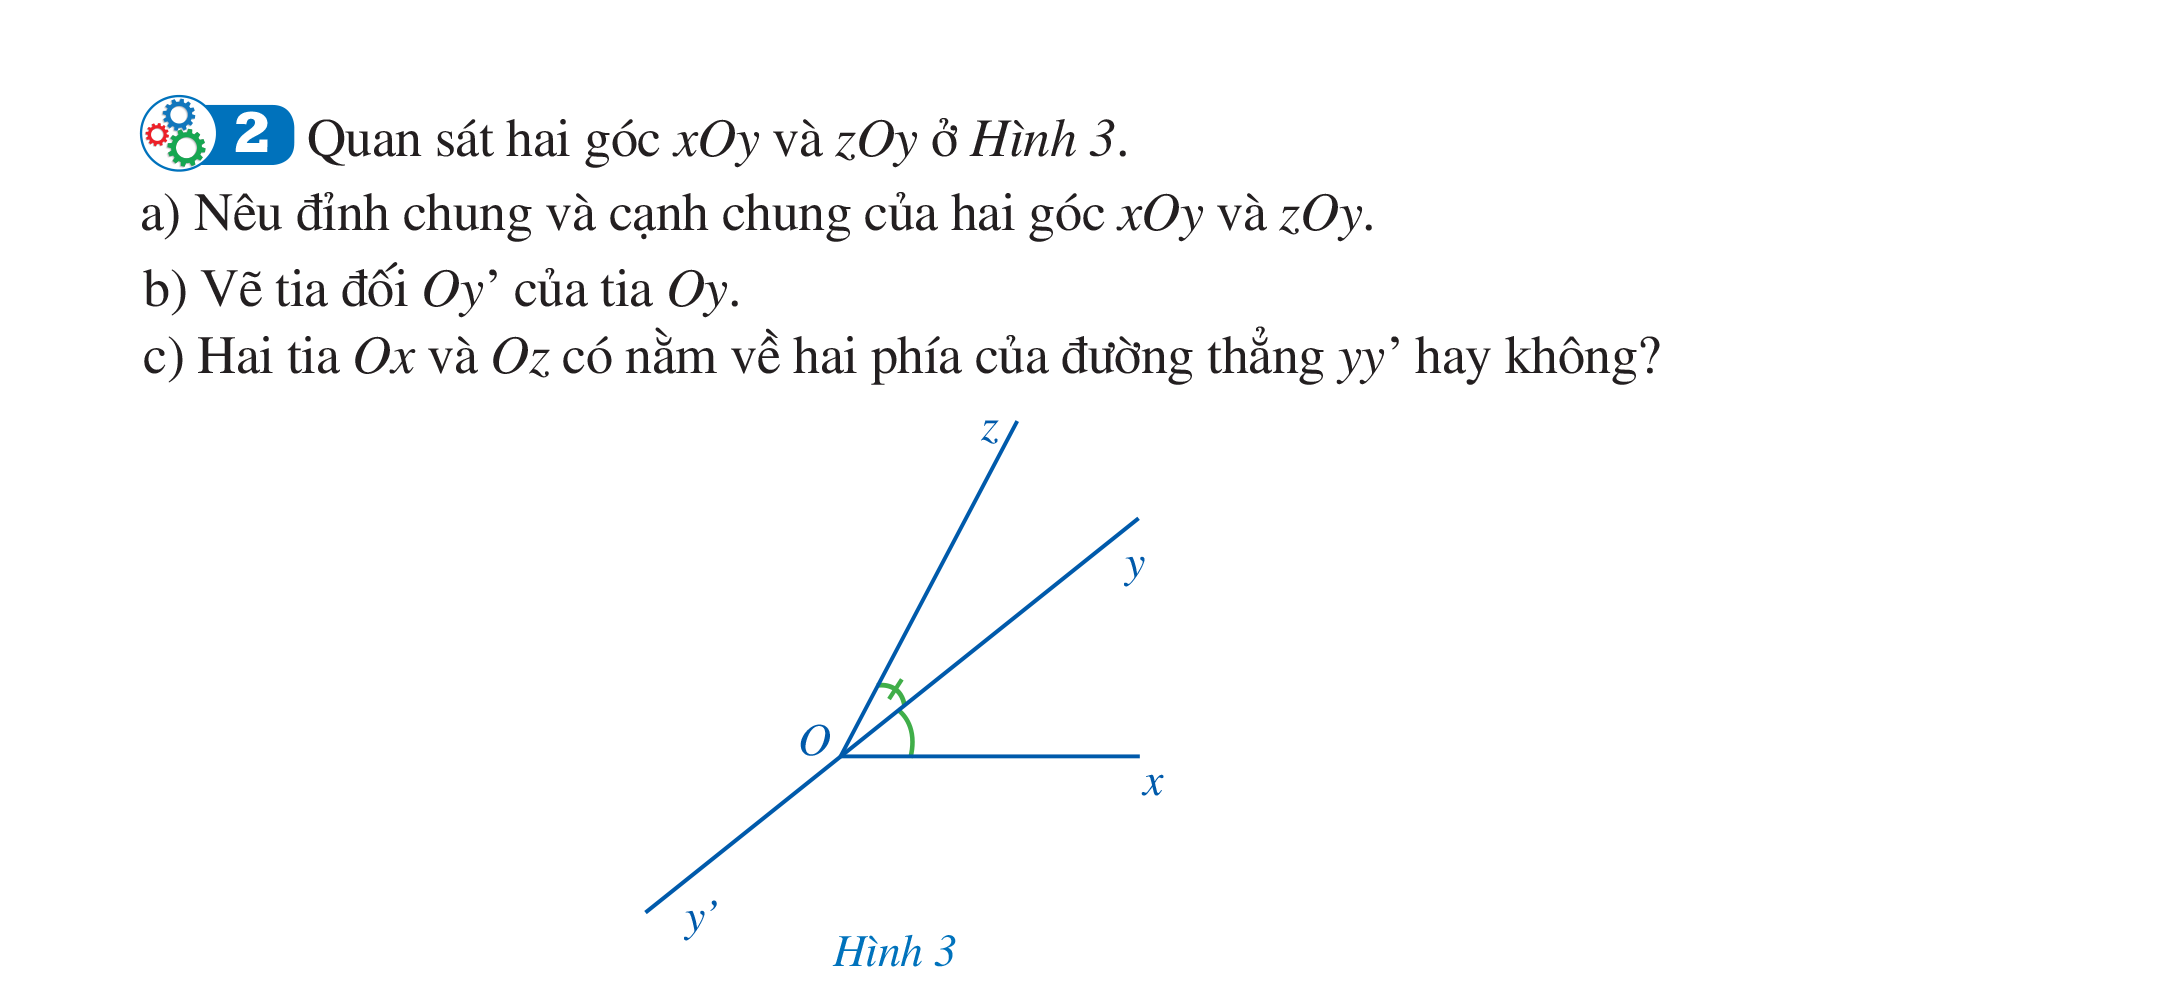 2 Quan sát hai góc xOy và zOy ở Hình 3.
a) Nêu đỉnh chung và cạnh chung của hai góc xOy và zOy.
b) Vẽ tia đối Oy’ của tia Oy.
c) Hai tia Ox và Oz có nằm về hai phía của đường thẳng yy’ hay không?
z
y
O
x
y’
Hình 3